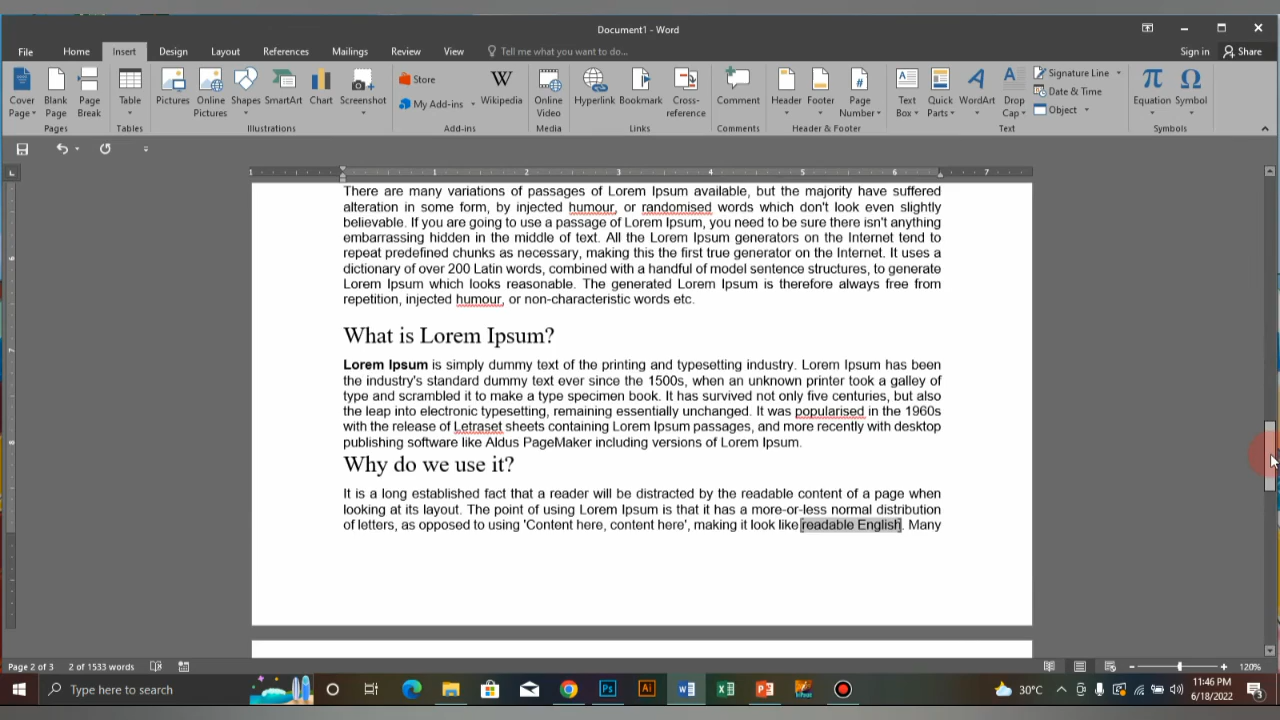 Document1 - Word
File Home Insert Design Layout References Mailings Review View Tell me what you want to do... Sign in Share
Cover Page Blank Page Page Break Table Pictures Online Pictures Shapes SmartArt Chart Screenshot Store My Add-ins Wikipedia Online Video Hyperlink Bookmark Cross-reference Comment Header Footer Page Number Text Box Quick Parts WordArt Drop Cap Signature Line Date & Time Object Equation Symbol
Pages Tables Illustrations Add-ins Media Links Comments Header & Footer Text Symbols
1 1 2 3 4 5 6 7
There are many variations of passages of Lorem Ipsum available, but the majority have suffered
alteration in some form, by injected humour, or randomised words which don't look even slightly
believable. If you are going to use a passage of Lorem Ipsum, you need to be sure there isn't anything
embarrassing hidden in the middle of text. All the Lorem Ipsum generators on the Internet tend to
repeat predefined chunks as necessary, making this the first true generator on the Internet. It uses a
dictionary of over 200 Latin words, combined with a handful of model sentence structures, to generate
Lorem Ipsum which looks reasonable. The generated Lorem Ipsum is therefore always free from
repetition, injected humour, or non-characteristic words etc.
What is Lorem Ipsum?
Lorem Ipsum is simply dummy text of the printing and typesetting industry. Lorem Ipsum has been
the industry's standard dummy text ever since the 1500s, when an unknown printer took a galley of
type and scrambled it to make a type specimen book. It has survived not only five centuries, but also
the leap into electronic typesetting, remaining essentially unchanged. It was popularised in the 1960s
with the release of Letraset sheets containing Lorem Ipsum passages, and more recently with desktop
publishing software like Aldus PageMaker including versions of Lorem Ipsum.
Why do we use it?
It is a long established fact that a reader will be distracted by the readable content of a page when
looking at its layout. The point of using Lorem Ipsum is that it has a more-or-less normal distribution
of letters, as opposed to using 'Content here, content here', making it look like readable English. Many
Page 2 of 3 2 of 1533 words 120%
Type here to search 30°C 11:46 PM
6/18/2022 3